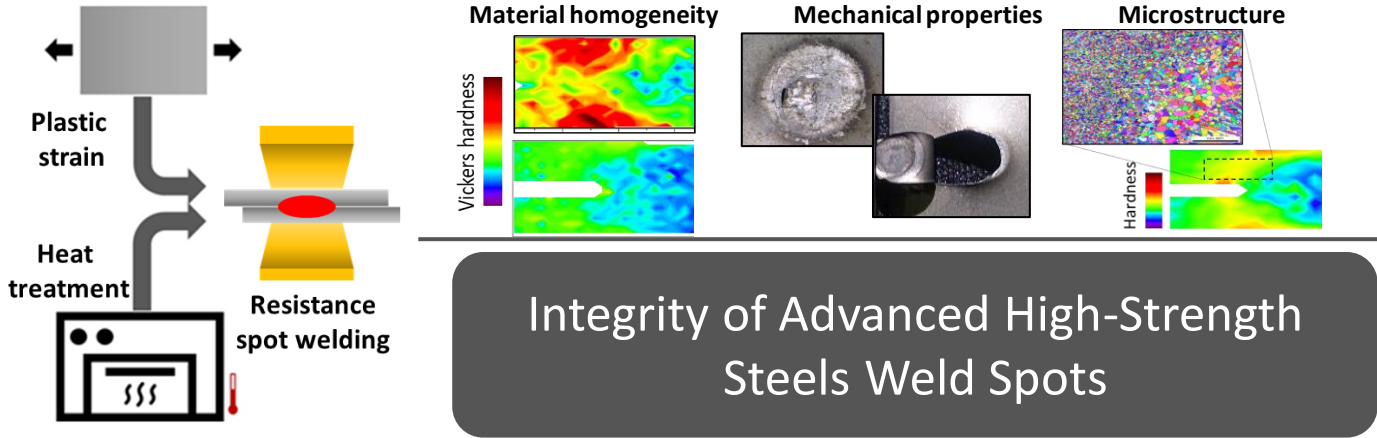 Plastic
strain
Heat
treatment
Resistance
spot welding
Material homogeneity
Vickers hardness
Mechanical properties
Microstructure
Hardness
Integrity of Advanced High-Strength
Steels Weld Spots